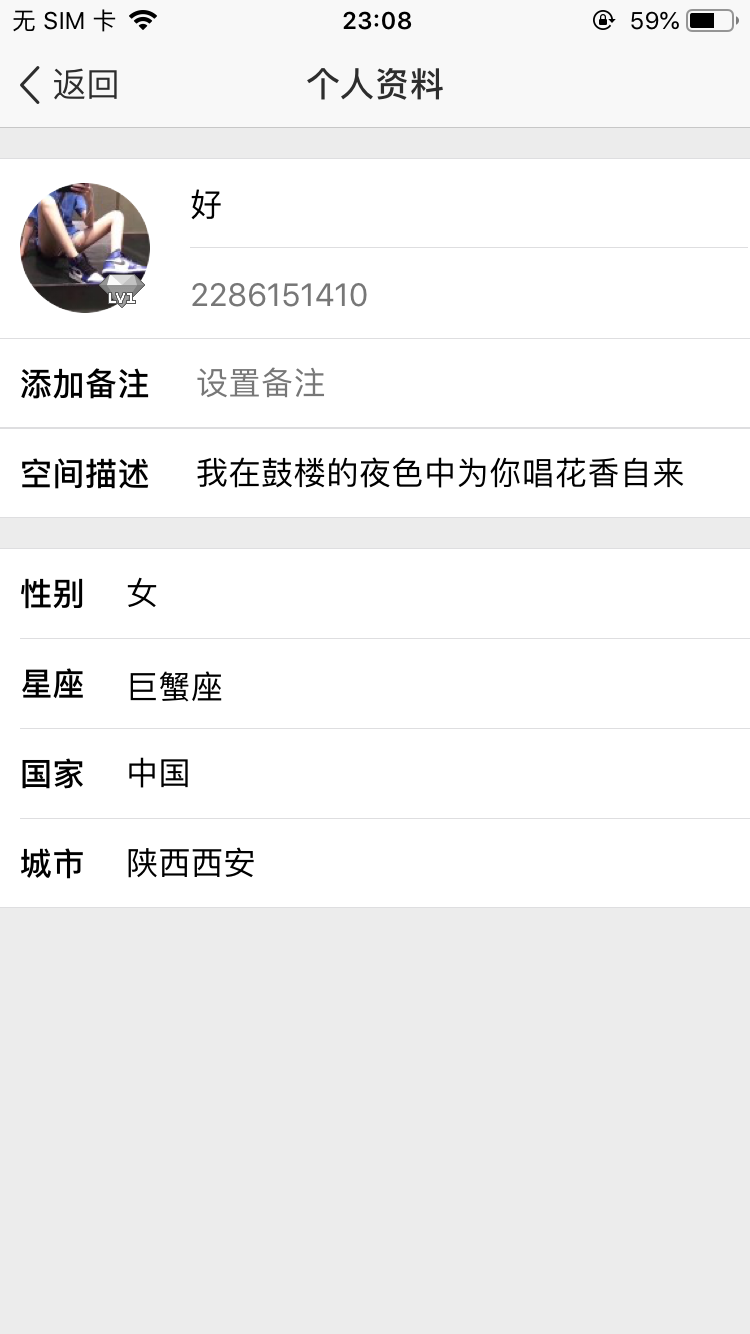 无 SIM 卡 23:08 59%
返回 个人资料
好
LV1
2286151410
添加备注 设置备注
空间描述 我在鼓楼的夜色中为你唱花香自来
性别 女
星座 巨蟹座
国家 中国
城市 陕西西安